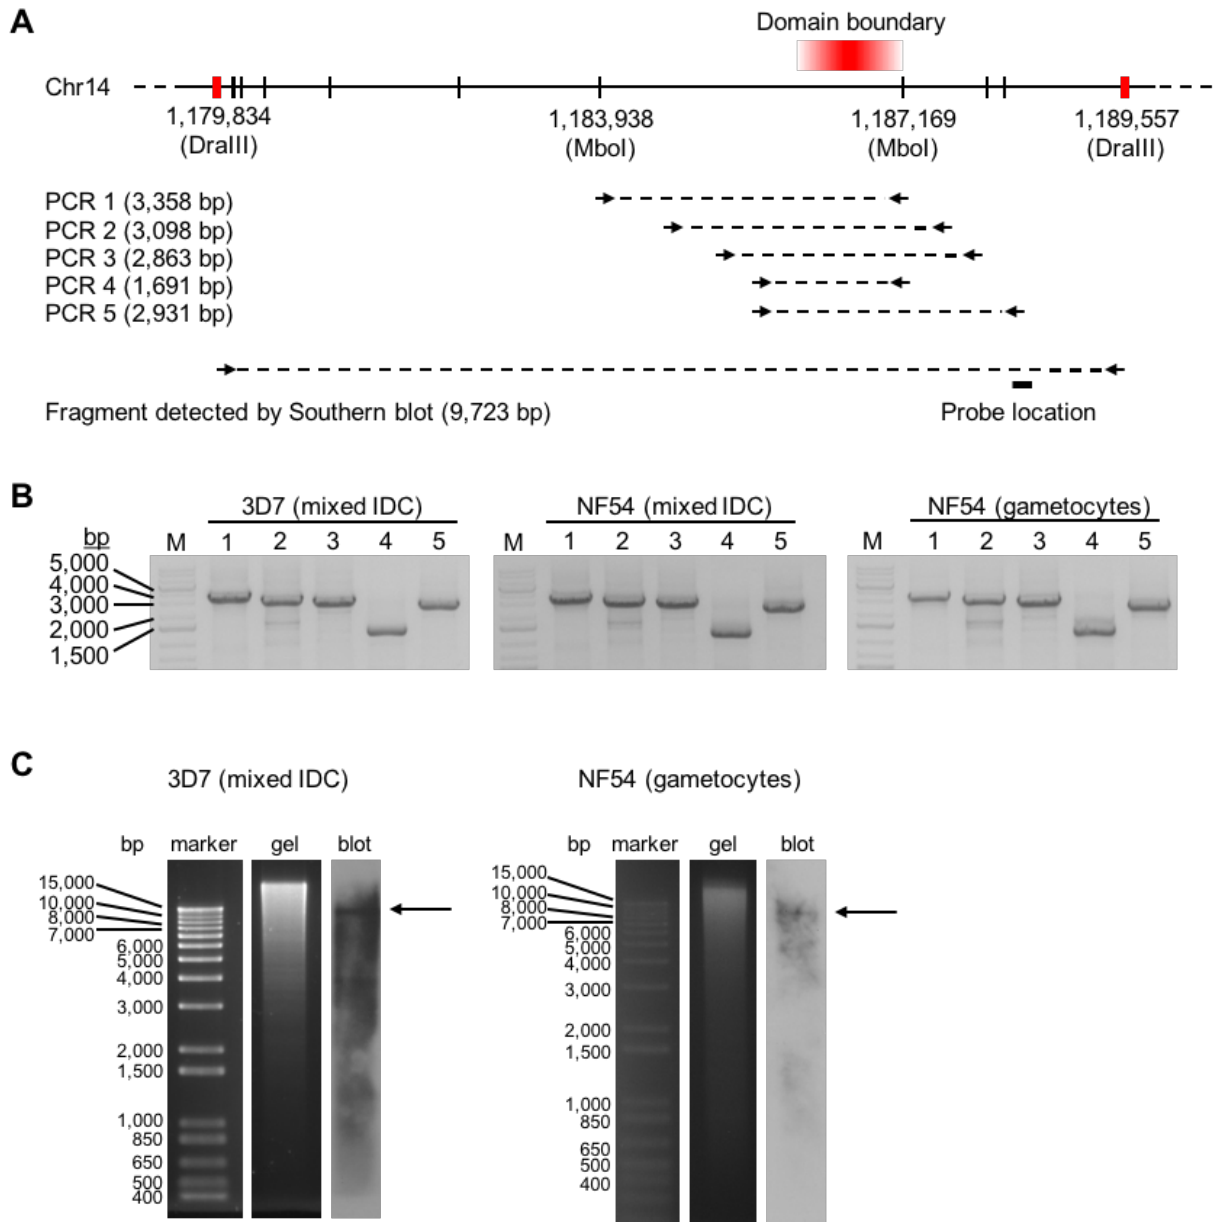 A
Domain boundary
Chr14
1,179,834 1,183,938 1,187,169 1,189,557
(DraIII) (MboI) (MboI) (DraIII)
PCR 1 (3,358 bp)
PCR 2 (3,098 bp)
PCR 3 (2,863 bp)
PCR 4 (1,691 bp)
PCR 5 (2,931 bp)
Fragment detected by Southern blot (9,723 bp) Probe location
B
3D7 (mixed IDC) NF54 (mixed IDC) NF54 (gametocytes)
bp M 1 2 3 4 5 M 1 2 3 4 5 M 1 2 3 4 5
5,000
4,000
3,000
2,000
1,500
C
3D7 (mixed IDC) NF54 (gametocytes)
bp marker gel blot bp marker gel blot
15,000
10,000
8,000
7,000
6,000
5,000
4,000
3,000
2,000
1,500
1,000
850
650
500
400
15,000
10,000
8,000
7,000
6,000
5,000
4,000
3,000
2,000
1,500
1,000
850
650
500
400